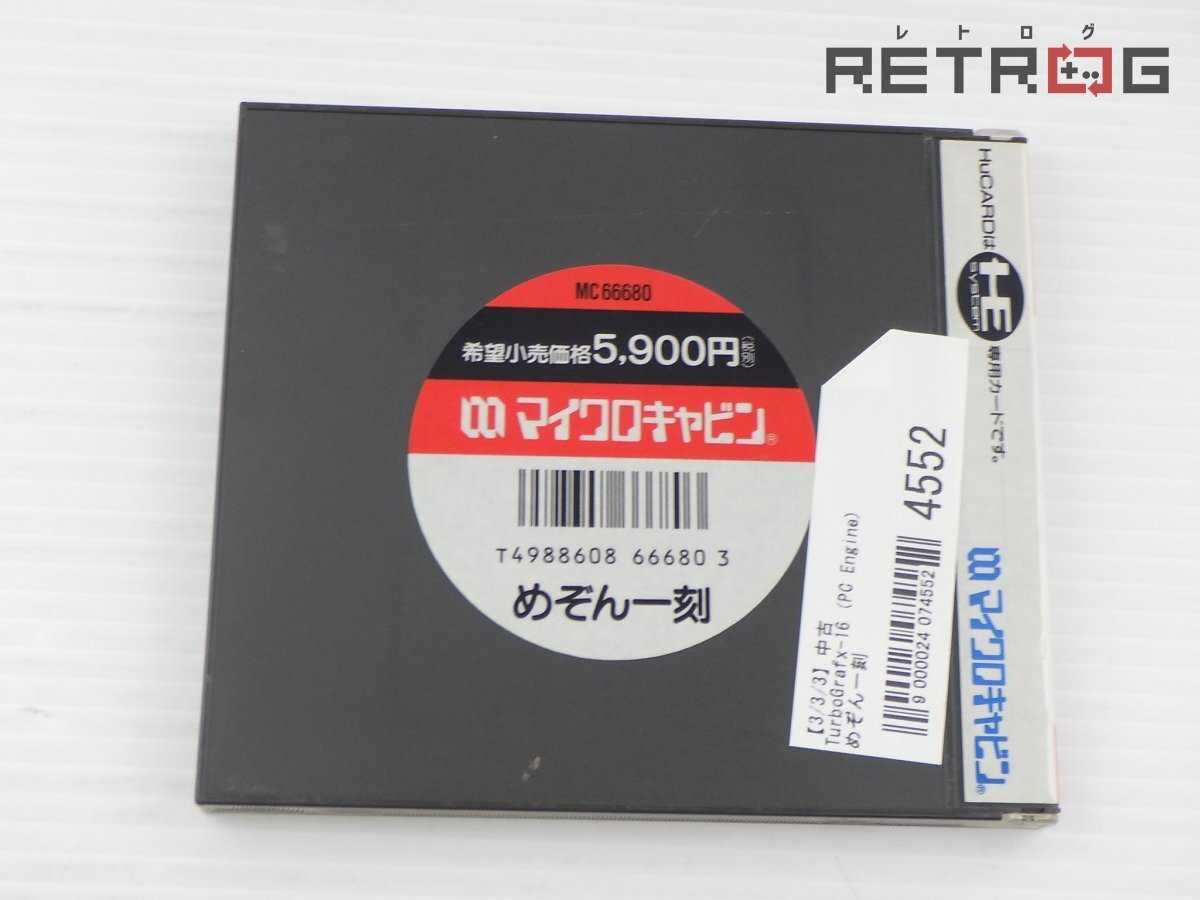 レトログ
RETROG
MC66680
希望小売価格5,900円(税別)
マイクロキャビン®
T4988608 66680 3
めぞん一刻
HuCARDは
HE
system
専用カードです。
マイクロキャビン®
【3/3/3】中古
TurboGrafx-16 (PC Engine)
めぞん一刻
9 000024 074552
4552